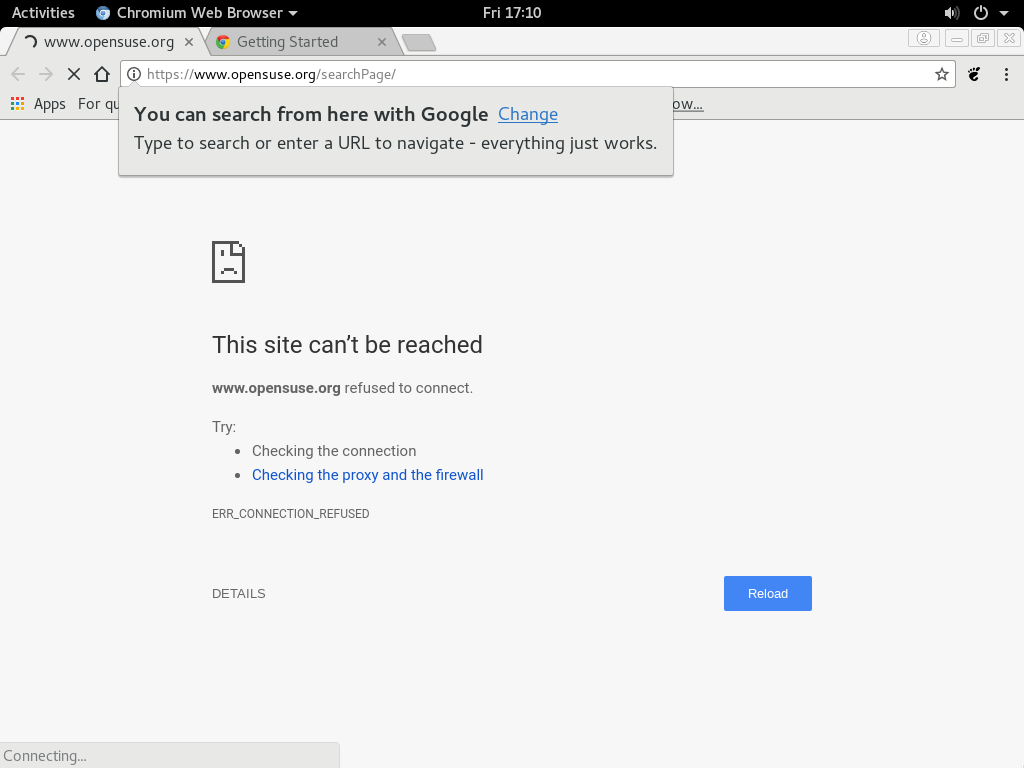 Activities Chromium Web Browser Fri 17:10
www.opensuse.org Getting Started
https://www.opensuse.org/searchPage/
Apps For qu ow...
You can search from here with Google Change
Type to search or enter a URL to navigate - everything just works.
This site can’t be reached
www.opensuse.org refused to connect.
Try:
Checking the connection
Checking the proxy and the firewall
ERR_CONNECTION_REFUSED
DETAILS Reload
Connecting...